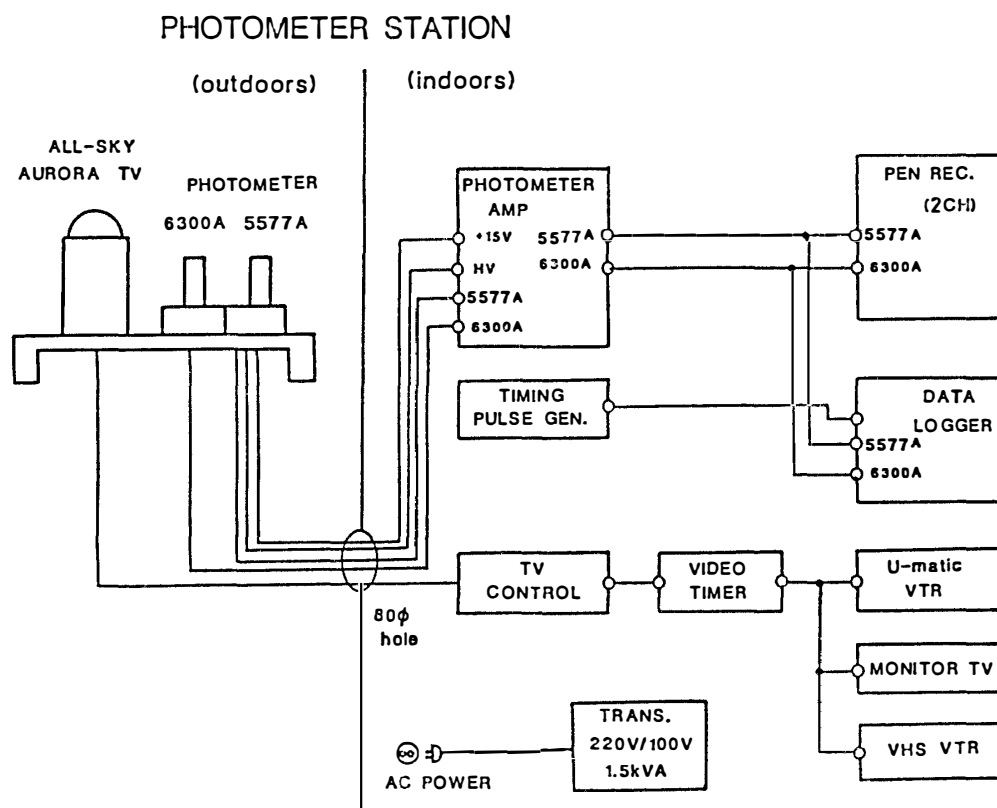 PHOTOMETER STATION
(outdoors)
(indoors)
ALL-SKY
AURORA TV
PHOTOMETER
6300A 5577A
PHOTOMETER
AMP
+15V
HV
5577A
6300A
5577A
6300A
PEN REC.
(2CH)
5577A
6300A
TIMING
PULSE GEN.
DATA
LOGGER
5577A
6300A
TV
CONTROL
VIDEO
TIMER
U-matic
VTR
MONITOR TV
VHS VTR
80φ
hole
AC POWER
TRANS.
220V/100V
1.5kVA